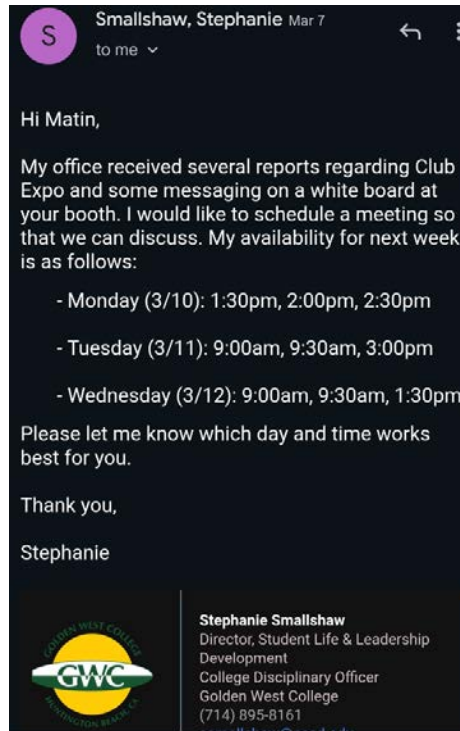 S
Smallshaw, Stephanie Mar 7
to me
Hi Matin,
My office received several reports regarding Club
Expo and some messaging on a white board at
your booth. I would like to schedule a meeting so
that we can discuss. My availability for next week
is as follows:
- Monday (3/10): 1:30pm, 2:00pm, 2:30pm
- Tuesday (3/11): 9:00am, 9:30am, 3:00pm
- Wednesday (3/12): 9:00am, 9:30am, 1:30pm
Please let me know which day and time works
best for you.
Thank you,
Stephanie
GOLDEN WEST COLLEGE
GWC
HUNTINGTON BEACH, CA
Stephanie Smallshaw
Director, Student Life & Leadership
Development
College Disciplinary Officer
Golden West College
(714) 895-8161